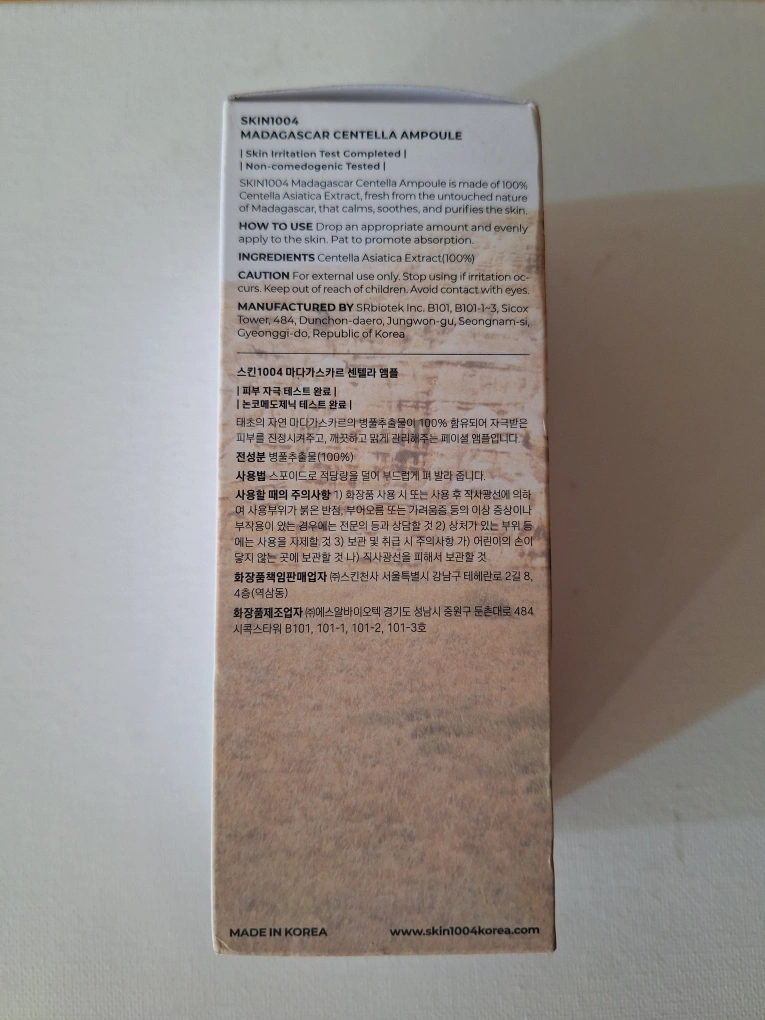 SKIN1004
MADAGASCAR CENTELLA AMPOULE
| Skin Irritation Test Completed |
| Non-comedogenic Tested |
SKIN1004 Madagascar Centella Ampoule is made of 100%
Centella Asiatica Extract, fresh from the untouched nature
of Madagascar, that calms, soothes, and purifies the skin.
HOW TO USE Drop an appropriate amount and evenly
apply to the skin. Pat to promote absorption.
INGREDIENTS Centella Asiatica Extract(100%)
CAUTION For external use only. Stop using if irritation oc-
curs. Keep out of reach of children. Avoid contact with eyes.
MANUFACTURED BY SRbiotek Inc. B101, B101-1~3, Sicox
Tower, 484, Dunchon-daero, Jungwon-gu, Seongnam-si,
Gyeonggi-do, Republic of Korea
스킨1004 마다가스카르 센텔라 앰플
| 피부 자극 테스트 완료 |
| 논코메도제닉 테스트 완료 |
태초의 자연 마다가스카르의 병풀추출물이 100% 함유되어 자극받은
피부를 진정시켜주고, 깨끗하고 맑게 관리해주는 페이셜 앰플입니다.
전성분 병풀추출물(100%)
사용법 스포이드로 적당량을 덜어 부드럽게 펴 발라 줍니다.
사용할 때의 주의사항 1) 화장품 사용 시 또는 사용 후 직사광선에 의하
여 사용부위가 붉은 반점, 부어오름 또는 가려움증 등의 이상 증상이나
부작용이 있는 경우에는 전문의 등과 상담할 것 2) 상처가 있는 부위 등
에는 사용을 자제할 것 3) 보관 및 취급 시 주의사항 가) 어린이의 손이
닿지 않는 곳에 보관할 것 나) 직사광선을 피해서 보관할 것
화장품책임판매업자 ㈜스킨천사 서울특별시 강남구 테헤란로 2길 8,
4층(역삼동)
화장품제조업자 ㈜에스알바이오텍 경기도 성남시 중원구 둔촌대로 484
시콕스타워 B101, 101-1, 101-2, 101-3호
MADE IN KOREA www.skin1004korea.com